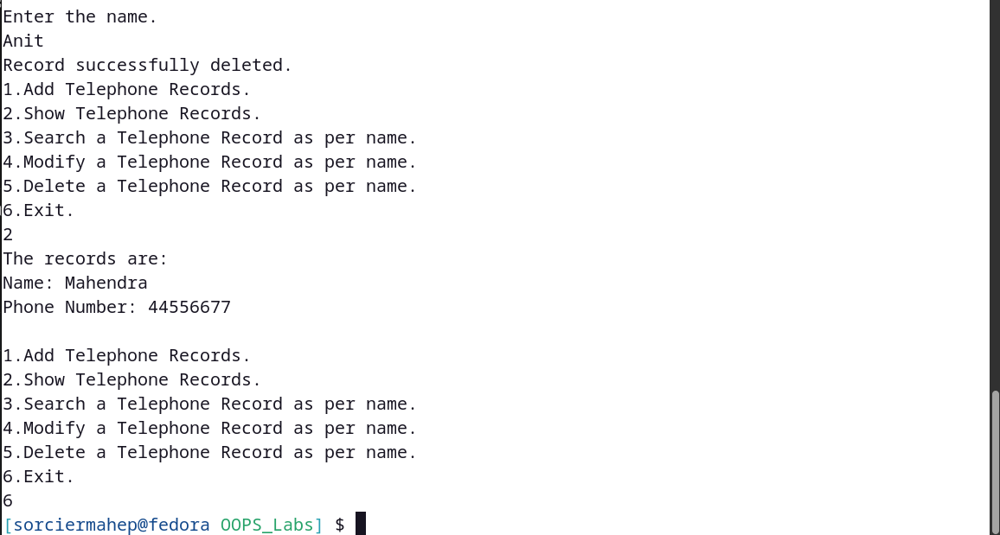 Enter the name.
Anit
Record successfully deleted.
1.Add Telephone Records.
2.Show Telephone Records.
3.Search a Telephone Record as per name.
4.Modify a Telephone Record as per name.
5.Delete a Telephone Record as per name.
6.Exit.
2
The records are:
Name: Mahendra
Phone Number: 44556677
1.Add Telephone Records.
2.Show Telephone Records.
3.Search a Telephone Record as per name.
4.Modify a Telephone Record as per name.
5.Delete a Telephone Record as per name.
6.Exit.
6
[sorciermahep@fedora OOPS_Labs] $